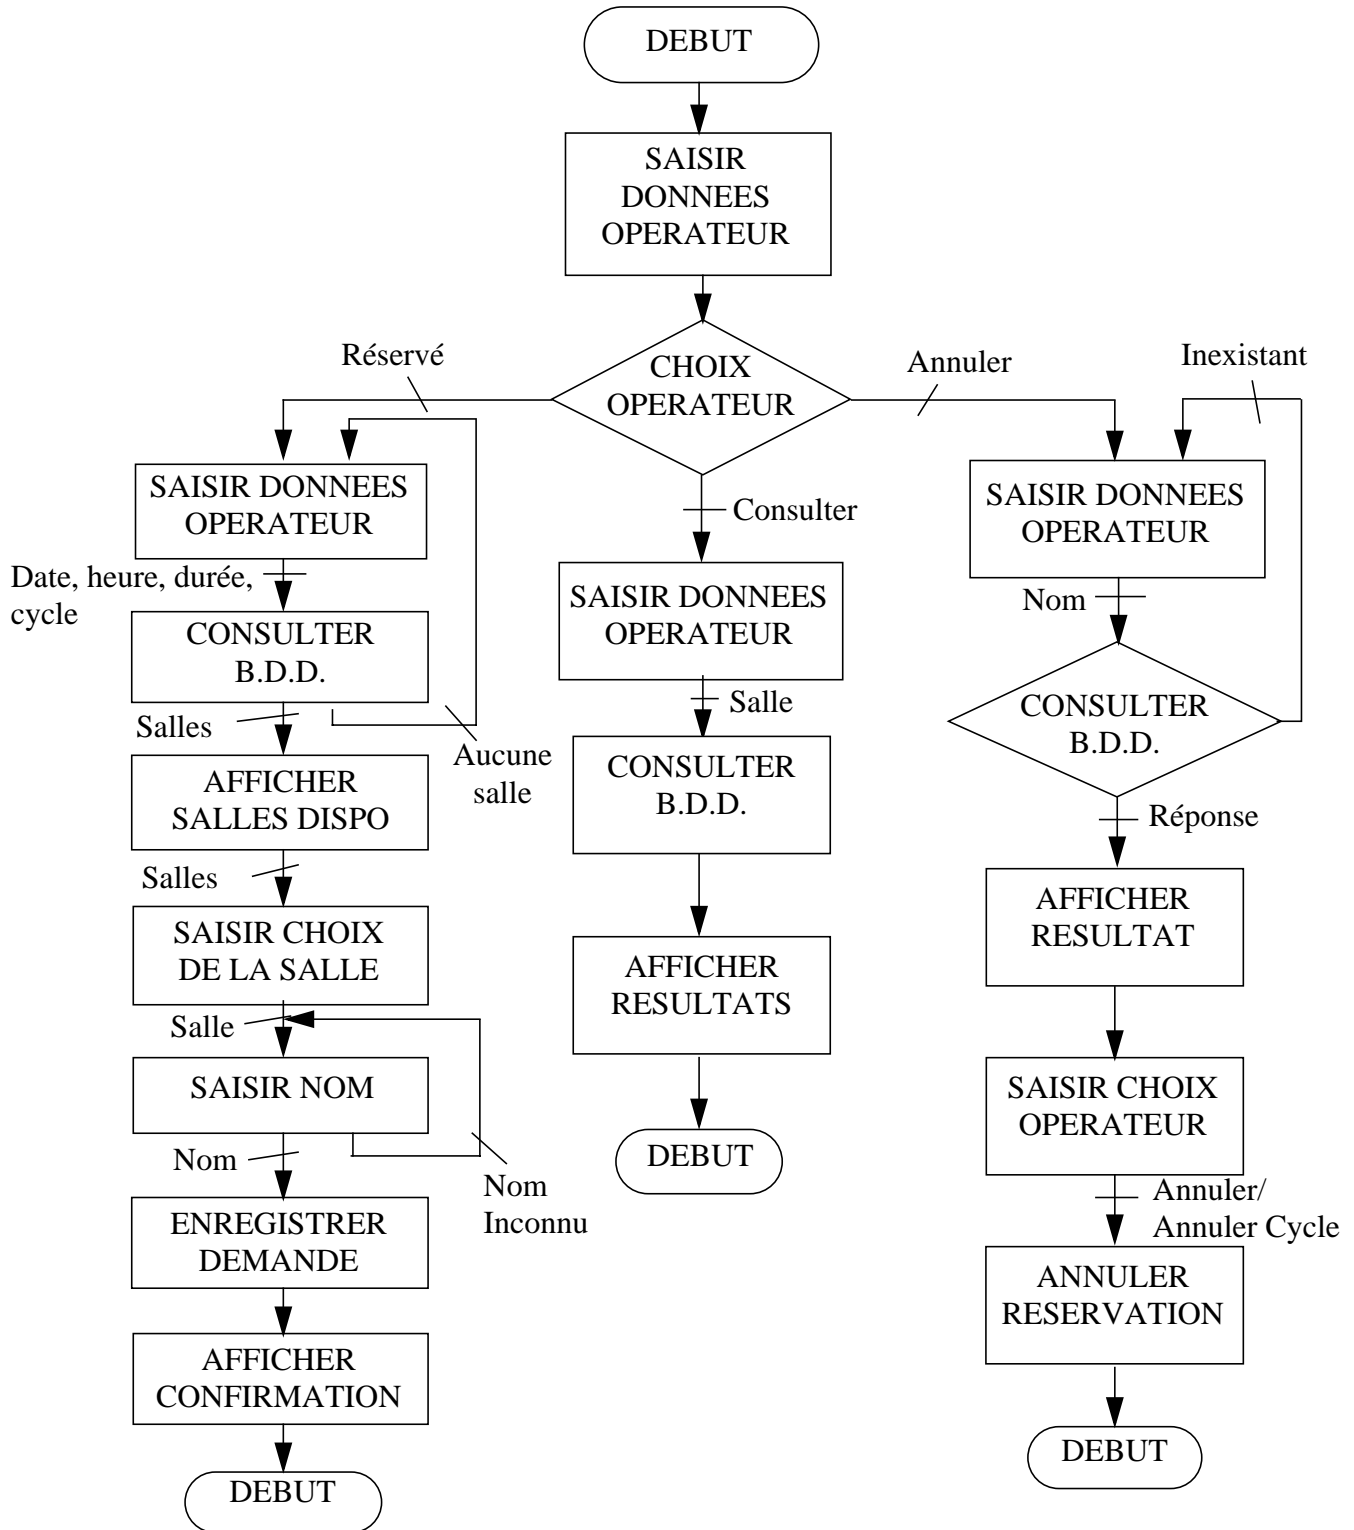 DEBUT
SAISIR
DONNEES
OPERATEUR
CHOIX
OPERATEUR
Réservé
SAISIR DONNEES
OPERATEUR
Date, heure, durée,
cycle
CONSULTER
B.D.D.
Salles
Aucune
salle
AFFICHER
SALLES DISPO
Salles
SAISIR CHOIX
DE LA SALLE
Salle
SAISIR NOM
Nom
Nom
Inconnu
ENREGISTRER
DEMANDE
AFFICHER
CONFIRMATION
DEBUT
Consulter
SAISIR DONNEES
OPERATEUR
Salle
CONSULTER
B.D.D.
AFFICHER
RESULTATS
DEBUT
Annuler
Inexistant
SAISIR DONNEES
OPERATEUR
Nom
CONSULTER
B.D.D.
Réponse
AFFICHER
RESULTAT
SAISIR CHOIX
OPERATEUR
Annuler/
Annuler Cycle
ANNULER
RESERVATION
DEBUT